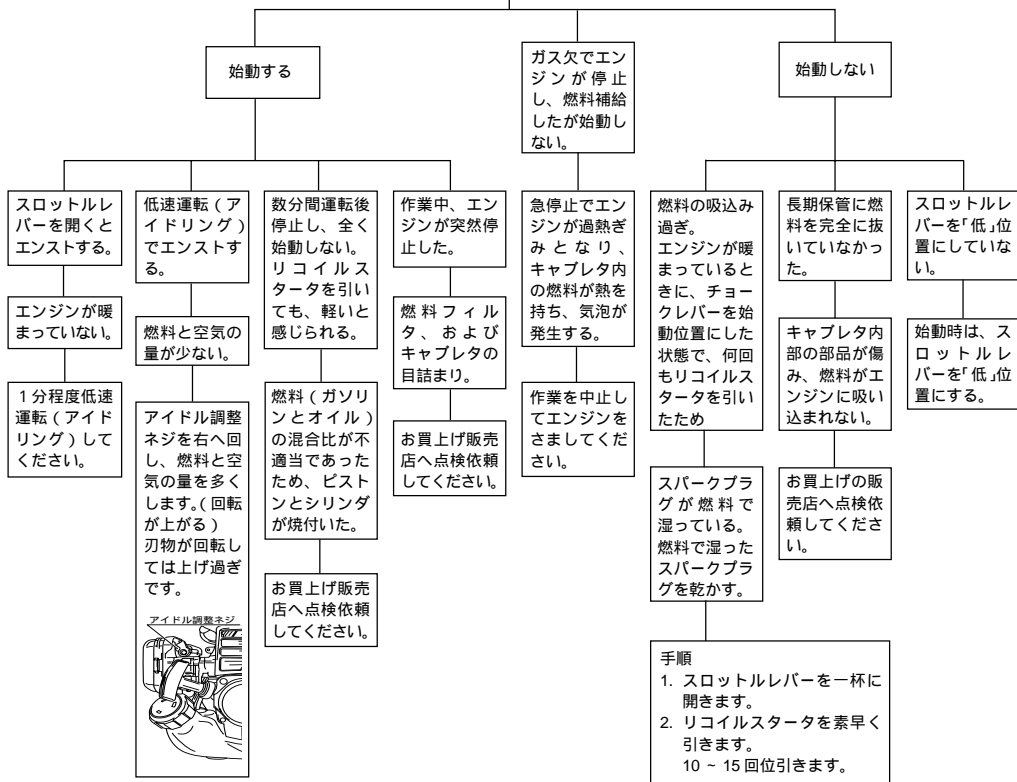 始動する
ガス欠でエン
ジンが停止
し、燃料補給
したが始動し
ない。
始動しない
スロットルレ
バーを開くと
エンストする。
エンジンが暖
まっていない。
1分程度低速
運転(アイド
リング)して
ください。
低速運転(ア
イドリング)
でエンストす
る。
燃料と空気の
量が少ない。
アイドル調整
ネジを右へ回
し、燃料と空
気の量を多く
します。(回転
が上がる)
刃物が回転し
ては上げ過ぎ
です。
アイドル調整ネジ
数分間運転後
停止し、全く
始動しない。
リコイルス
タータを引い
ても、軽いと
感じられる。
燃料(ガソリ
ンとオイル)
の混合比が不
適当であった
ため、ピスト
ンとシリンダ
が焼付いた。
お買上げ販売
店へ点検依頼
してください。
作業中、エン
ジンが突然停
止した。
燃料フィル
タ、および
キャブレタの
目詰まり。
お買上げ販売
店へ点検依頼
してください。
急停止でエン
ジンが過熱ぎ
みとなり、
キャブレタ内
の燃料が熱を
持ち、気泡が
発生する。
作業を中止し
てエンジンを
さましてくだ
さい。
燃料の吸込み
過ぎ。
エンジンが暖
まっているとき
に、チョー
クレバーを始
動位置にした
状態で、何回
もリコイルス
タータを引い
たため
スパークプラ
グが燃料で
湿っている。
燃料で湿った
スパークプラ
グを乾かす。
手順
1. スロットルレバーを一杯に
開きます。
2. リコイルスタータを素早く
引きます。
10 ~ 15 回位引きます。
長期保管に燃
料を完全に抜
いていなかっ
た。
キャブレタ内
部の部品が傷
み、燃料がエ
ンジンに吸い
込まれない。
お買上げの販
売店へ点検依
頼してくださ
い。
スロットルレ
バーを「低」位
置にしていな
い。
始動時は、ス
ロットルレ
バーを「低」位
置にする。